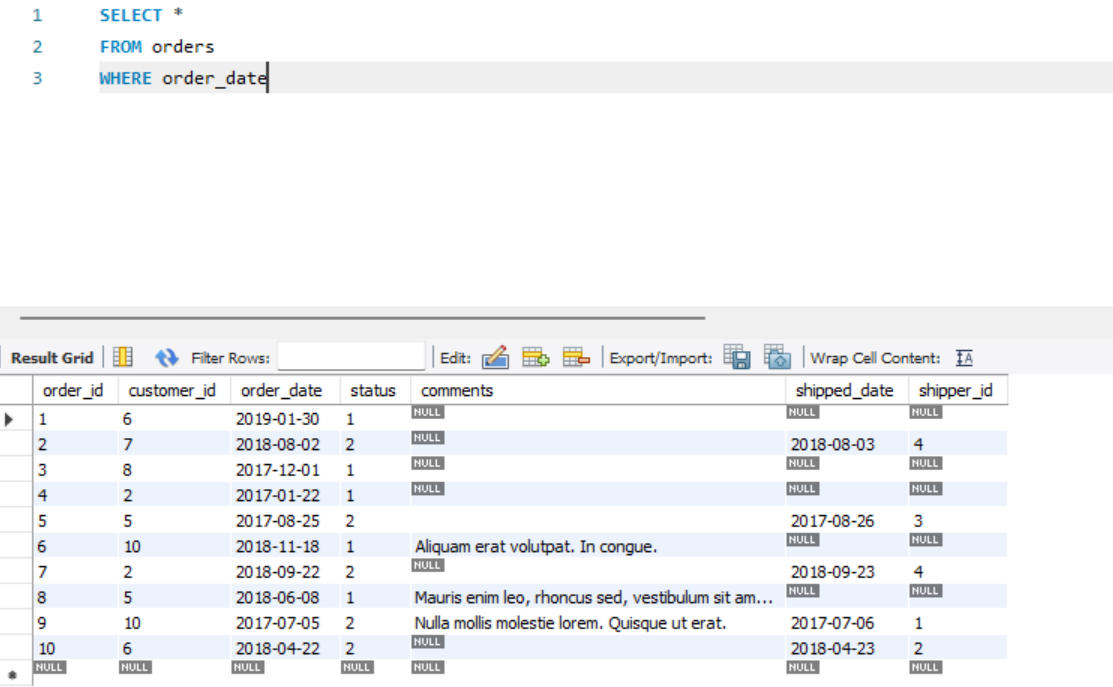 1 SELECT *
2 FROM orders
3 WHERE order_date
Result Grid Filter Rows: Edit: Export/Import: Wrap Cell Content: IA
order_id customer_id order_date status comments shipped_date shipper_id
1 6 2019-01-30 1 NULL NULL NULL
2 7 2018-08-02 2 NULL 2018-08-03 4
3 8 2017-12-01 1 NULL NULL NULL
4 2 2017-01-22 1 NULL NULL NULL
5 5 2017-08-25 2 2017-08-26 3
6 10 2018-11-18 1 Aliquam erat volutpat. In congue. NULL NULL
7 2 2018-09-22 2 NULL 2018-09-23 4
8 5 2018-06-08 1 Mauris enim leo, rhoncus sed, vestibulum sit am... NULL NULL
9 10 2017-07-05 2 Nulla mollis molestie lorem. Quisque ut erat. 2017-07-06 1
10 6 2018-04-22 2 NULL 2018-04-23 2
NULL NULL NULL NULL NULL NULL NULL